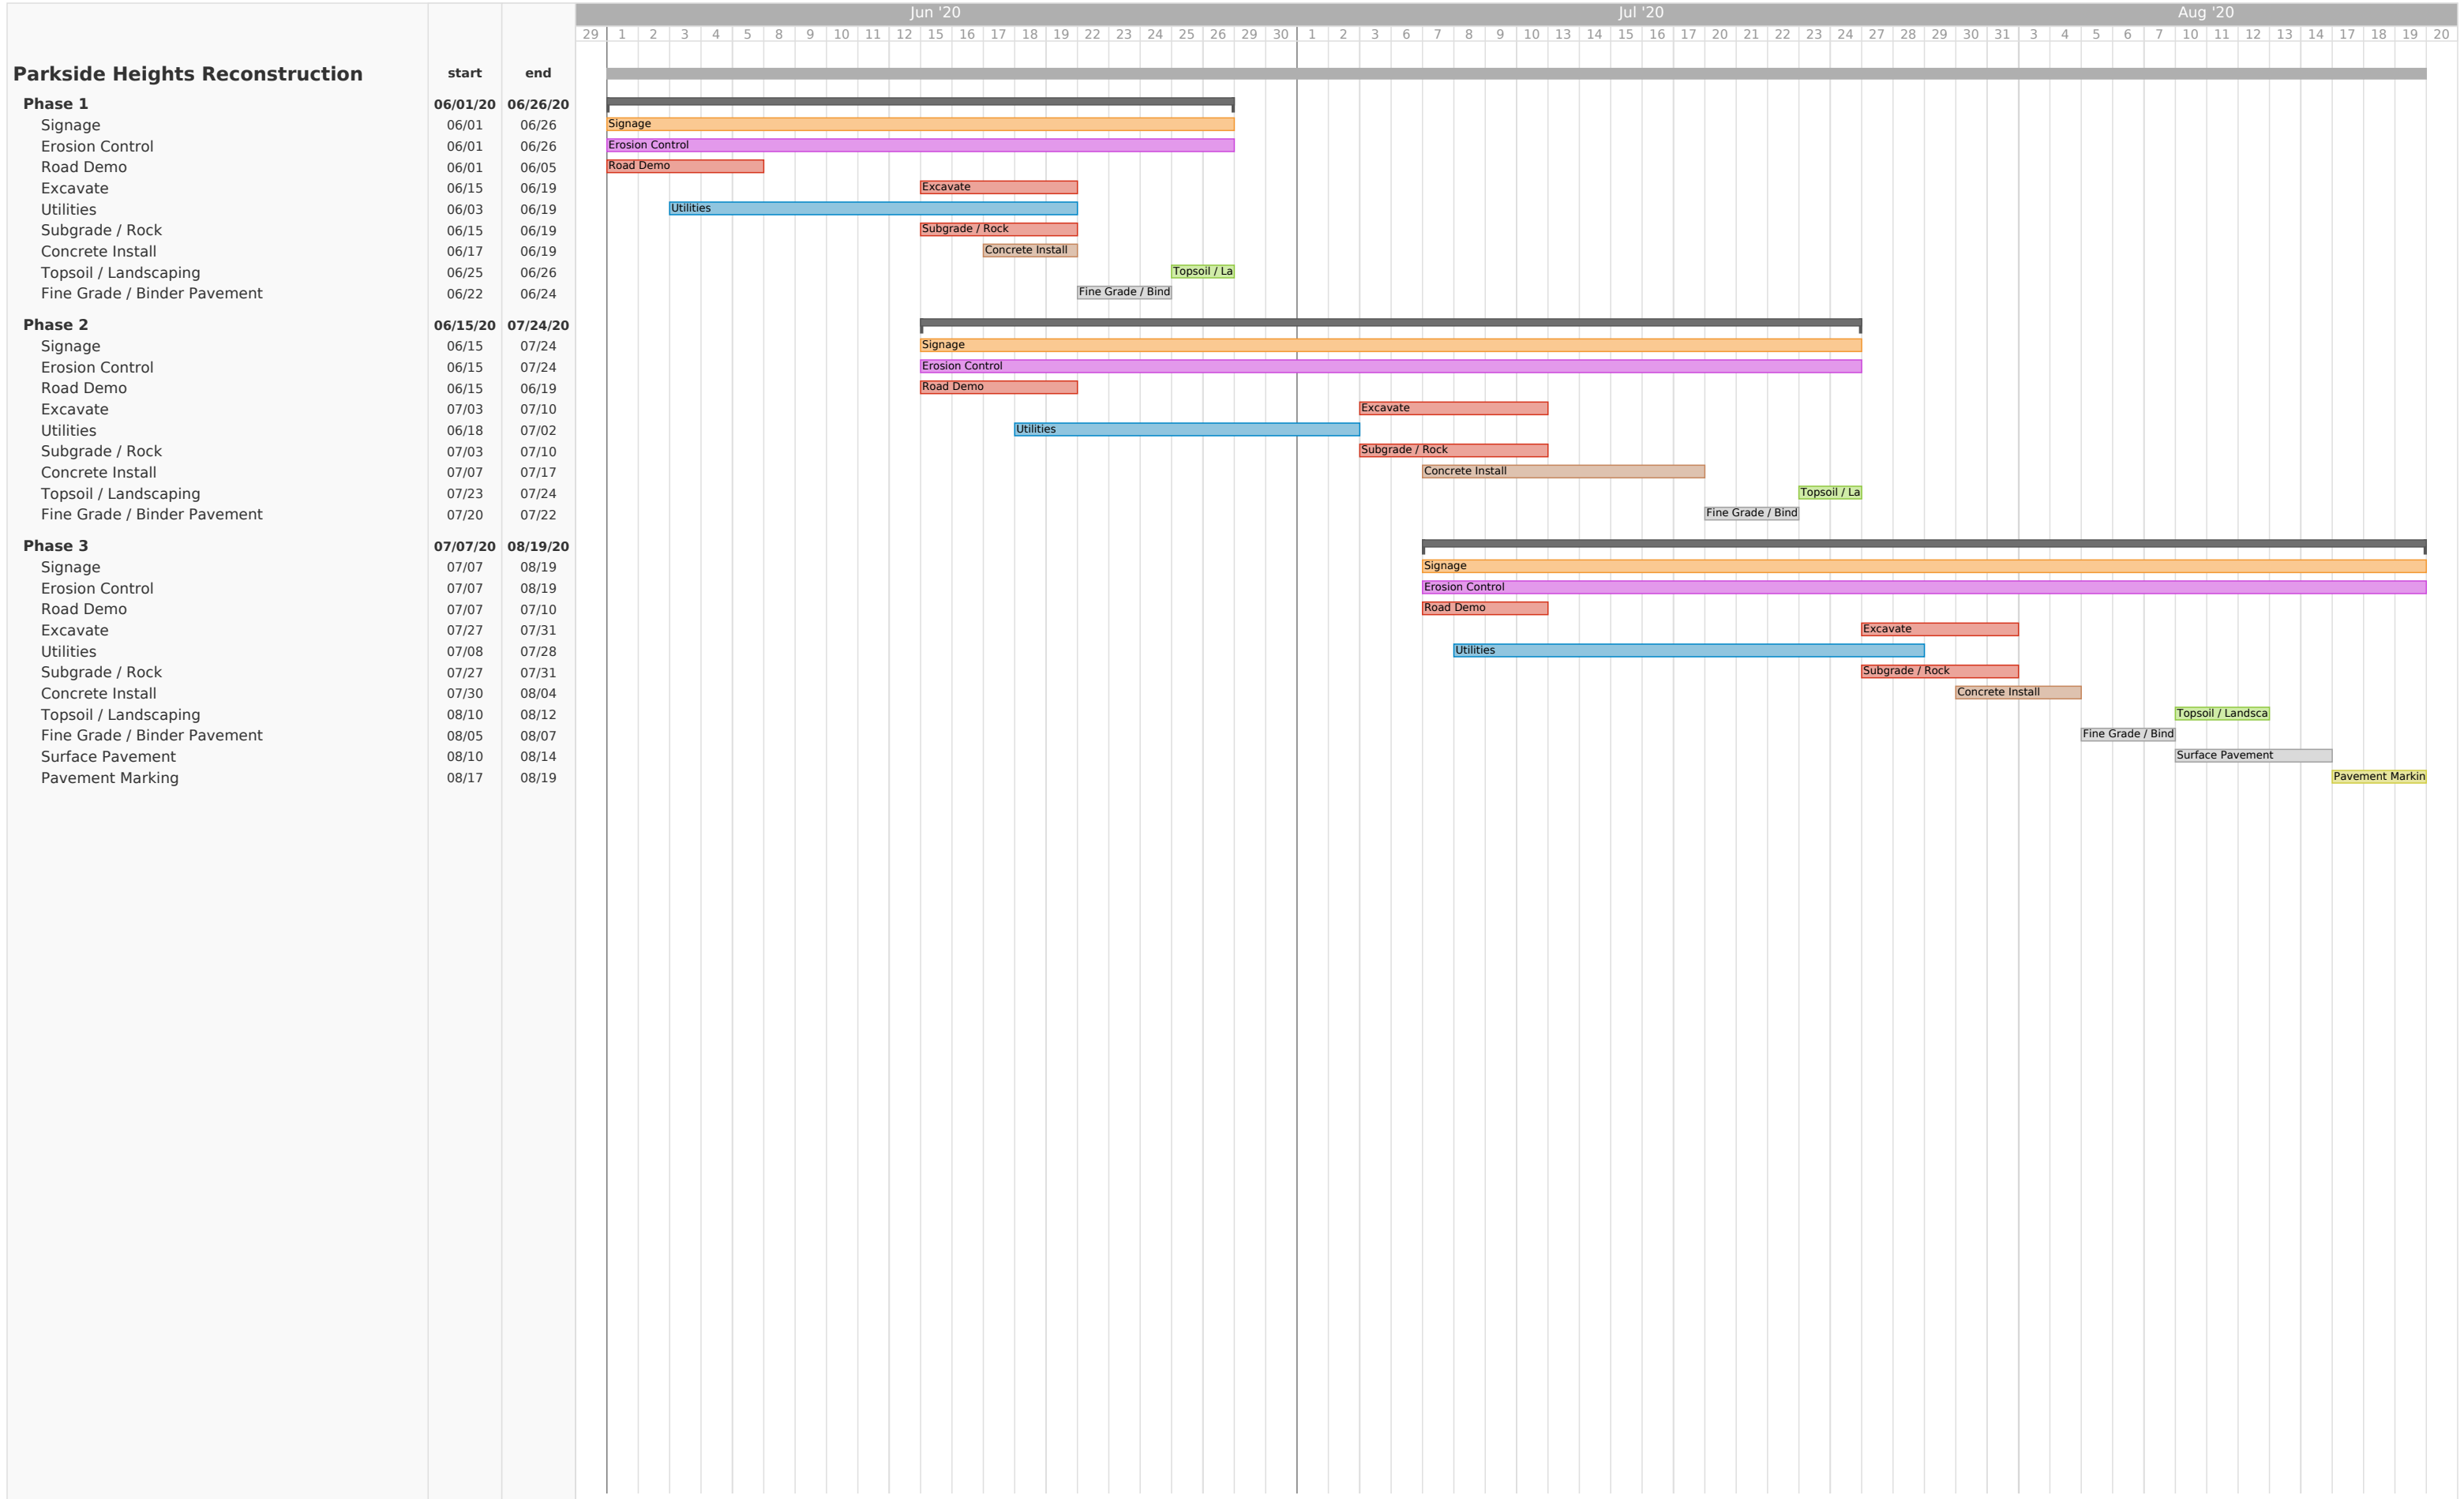 Jun '20 Jul '20 Aug '20
29 1 2 3 4 5 8 9 10 11 12 15 16 17 18 19 22 23 24 25 26 29 30 1 2 3 6 7 8 9 10 13 14 15 16 17 20 21 22 23 24 27 28 29 30 31 3 4 5 6 7 10 11 12 13 14 17 18 19 20
Parkside Heights Reconstruction start end
Phase 1 06/01/20 06/26/20
Signage 06/01 06/26 Signage
Erosion Control 06/01 06/26 Erosion Control
Road Demo 06/01 06/05 Road Demo
Excavate 06/15 06/19 Excavate
Utilities 06/03 06/19 Utilities
Subgrade / Rock 06/15 06/19 Subgrade / Rock
Concrete Install 06/17 06/19 Concrete Install
Topsoil / Landscaping 06/25 06/26 Topsoil / La
Fine Grade / Binder Pavement 06/22 06/24 Fine Grade / Bind
Phase 2 06/15/20 07/24/20
Signage 06/15 07/24 Signage
Erosion Control 06/15 07/24 Erosion Control
Road Demo 06/15 06/19 Road Demo
Excavate 07/03 07/10 Excavate
Utilities 06/18 07/02 Utilities
Subgrade / Rock 07/03 07/10 Subgrade / Rock
Concrete Install 07/07 07/17 Concrete Install
Topsoil / Landscaping 07/23 07/24 Topsoil / La
Fine Grade / Binder Pavement 07/20 07/22 Fine Grade / Bind
Phase 3 07/07/20 08/19/20
Signage 07/07 08/19 Signage
Erosion Control 07/07 08/19 Erosion Control
Road Demo 07/07 07/10 Road Demo
Excavate 07/27 07/31 Excavate
Utilities 07/08 07/28 Utilities
Subgrade / Rock 07/27 07/31 Subgrade / Rock
Concrete Install 07/30 08/04 Concrete Install
Topsoil / Landscaping 08/10 08/12 Topsoil / Landsca
Fine Grade / Binder Pavement 08/05 08/07 Fine Grade / Bind
Surface Pavement 08/10 08/14 Surface Pavement
Pavement Marking 08/17 08/19 Pavement Markin